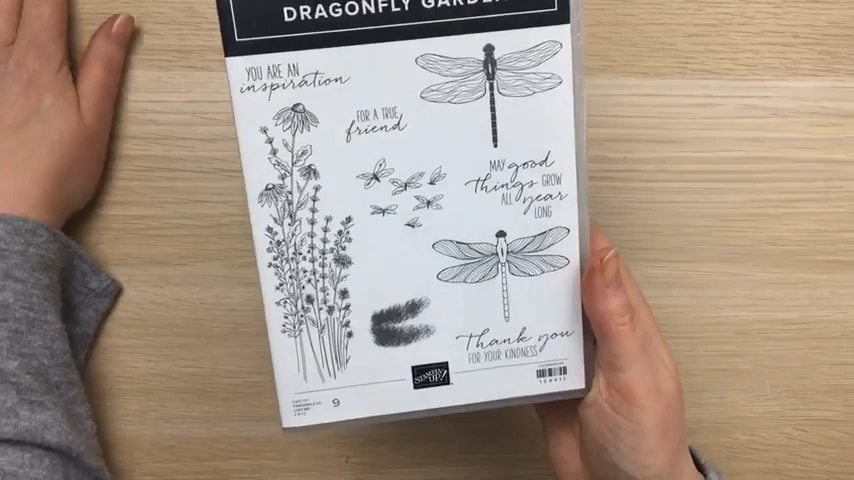 DRAGONFLY GARDEN
YOU ARE AN
inspiration
FOR A TRUE
friend
MAY good
Things GROW
ALL year
LONG
Thank you
FOR YOUR KINDNESS
STAMPIN' UP!
9
154411